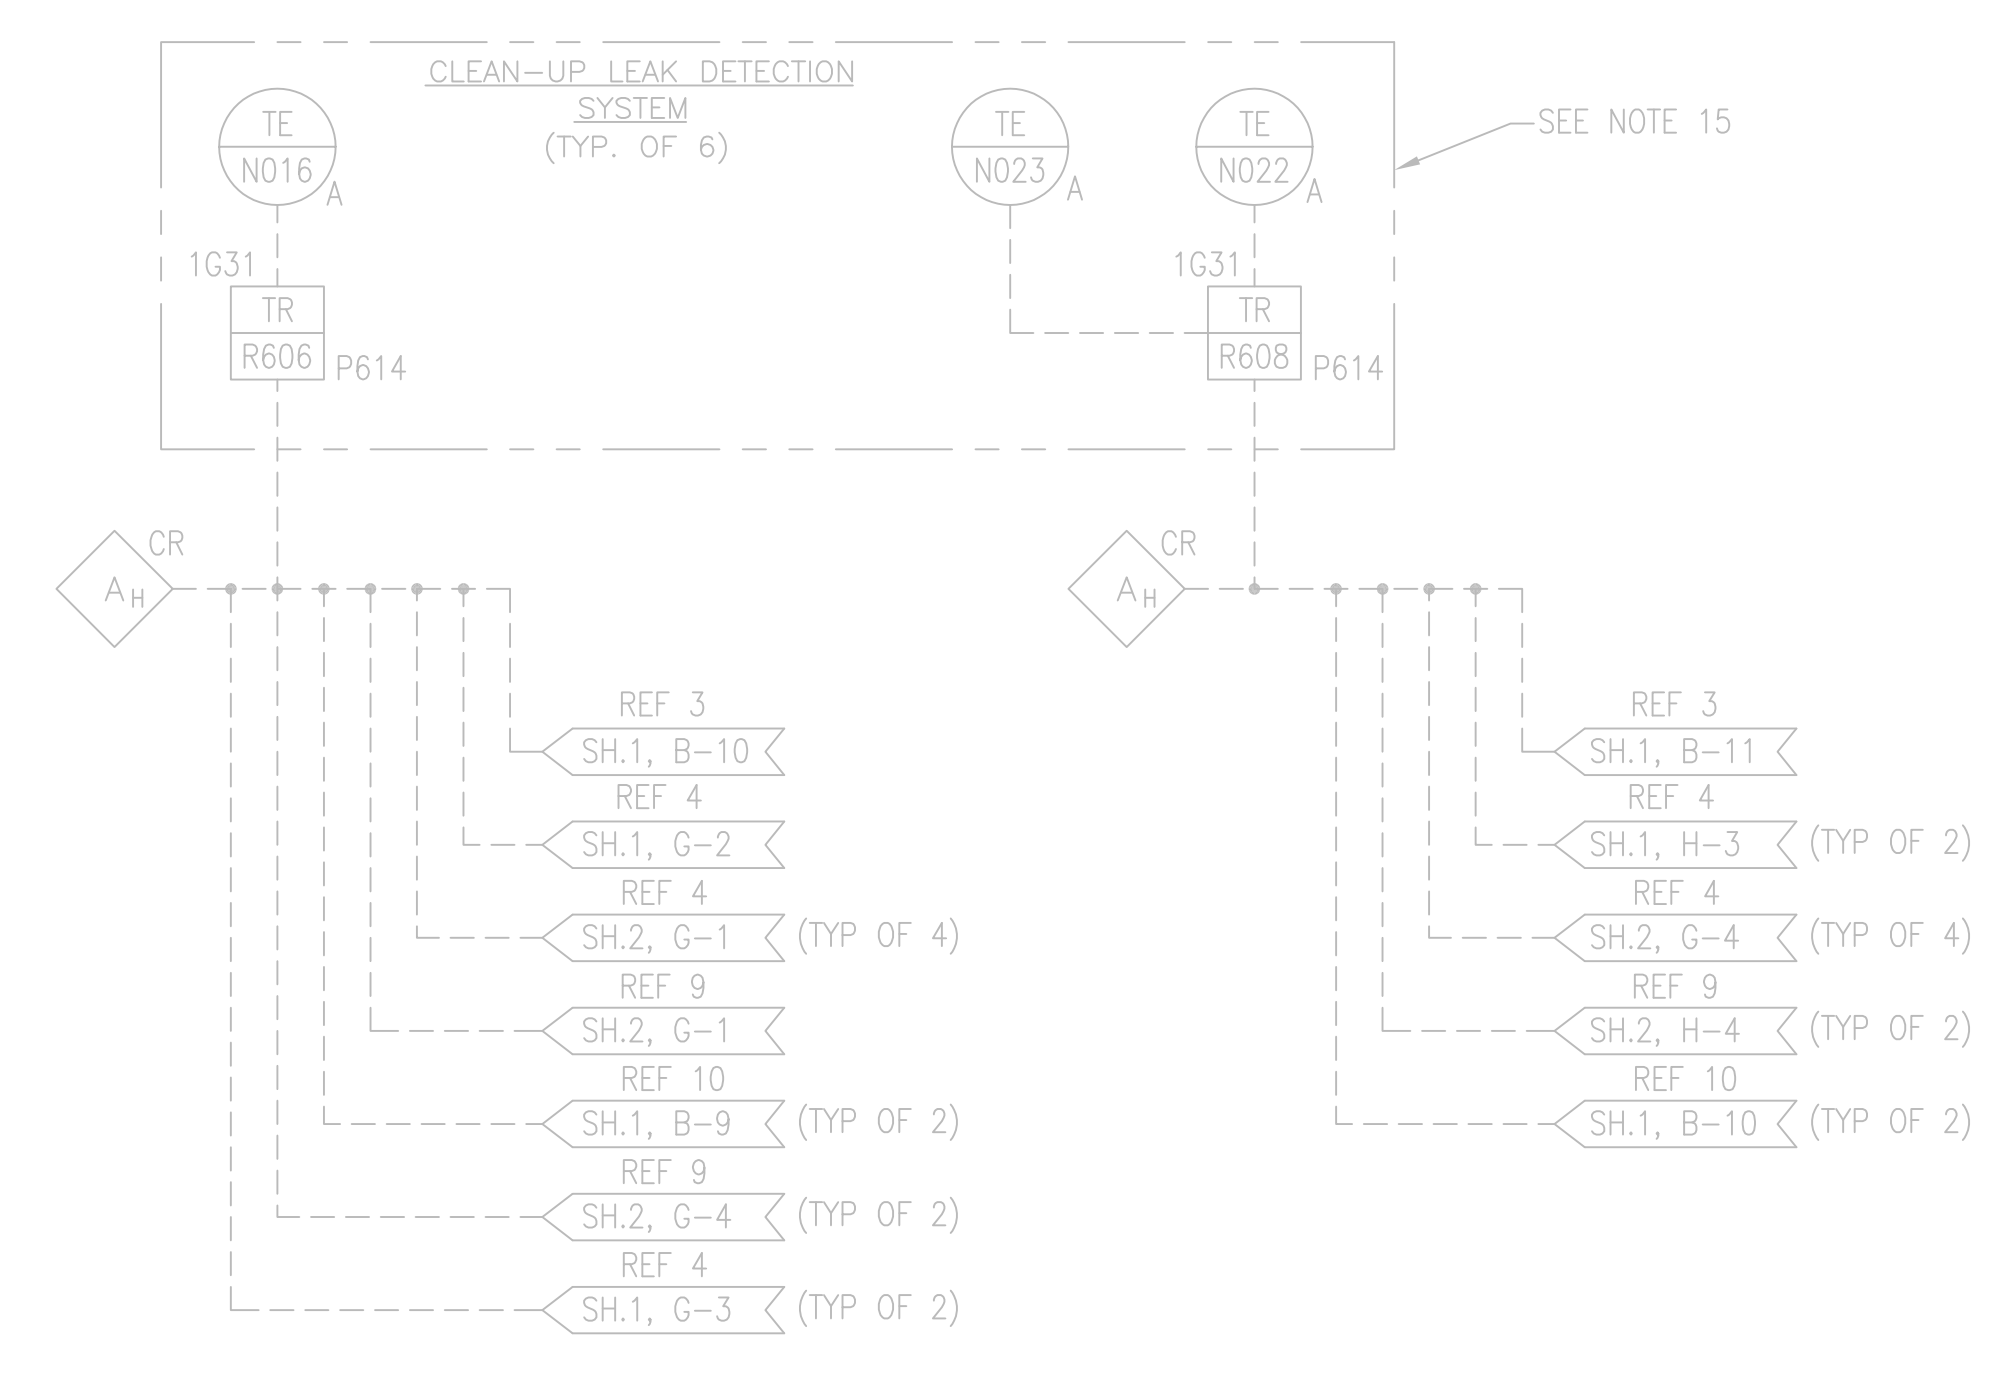 CLEAN-UP LEAK DETECTION
SYSTEM
(TYP. OF 6)
TE
N016
A
TE
N023
A
TE
N022
A
SEE NOTE 15
1G31
TR
R606
P614
1G31
TR
R608
P614
CR
AH
CR
AH
REF 3
SH.1, B-10
REF 4
SH.1, G-2
REF 4
SH.2, G-1
(TYP OF 4)
REF 9
SH.2, G-1
REF 10
SH.1, B-9
(TYP OF 2)
REF 9
SH.2, G-4
(TYP OF 2)
REF 4
SH.1, G-3
(TYP OF 2)
REF 3
SH.1, B-11
REF 4
SH.1, H-3
(TYP OF 2)
REF 4
SH.2, G-4
(TYP OF 4)
REF 9
SH.2, H-4
(TYP OF 2)
REF 10
SH.1, B-10
(TYP OF 2)